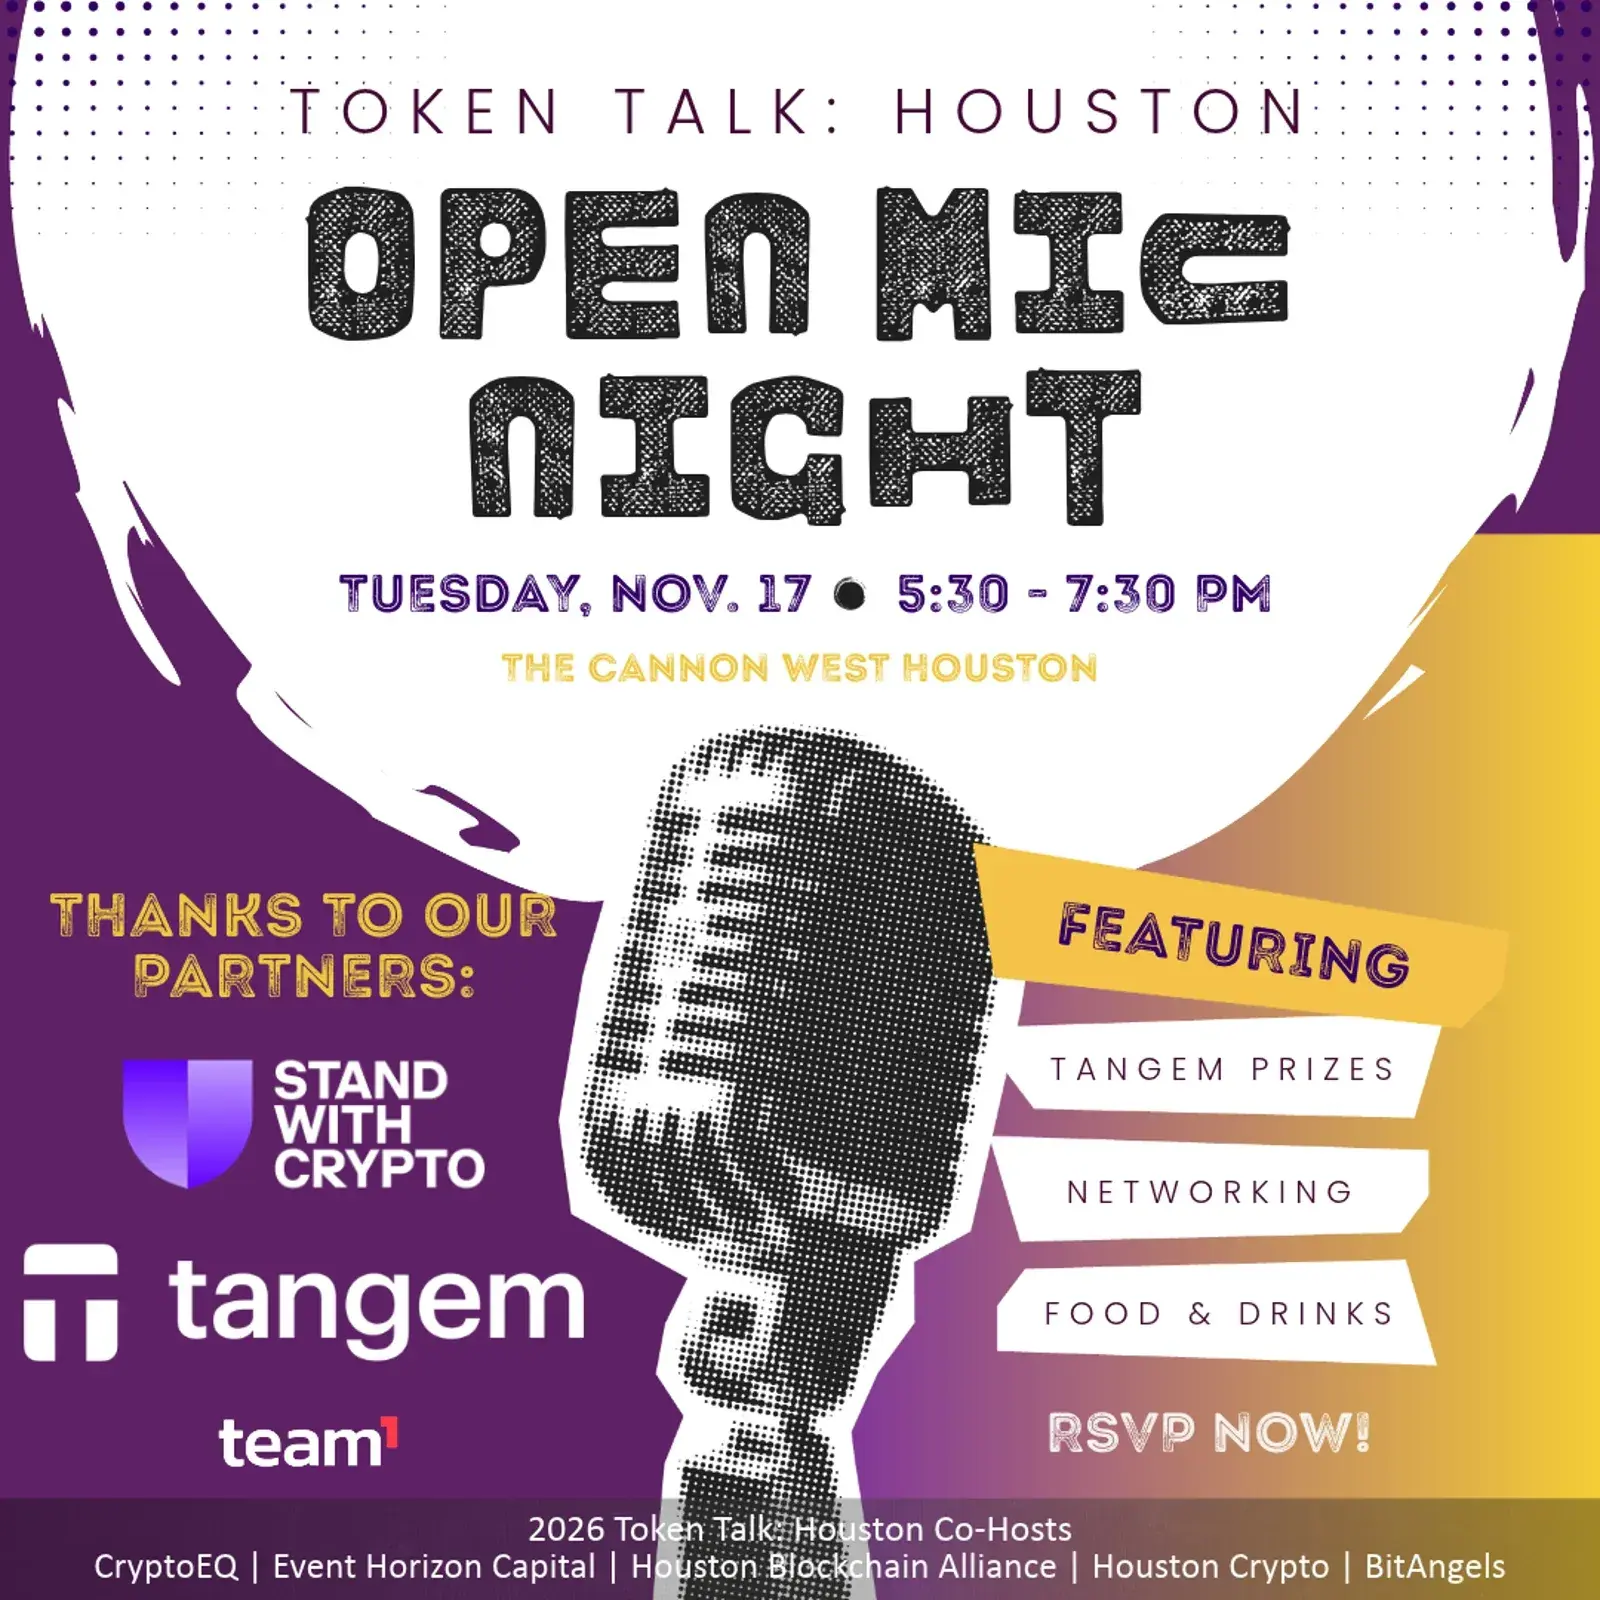 TOKEN TALK: HOUSTON
OPEN MIC
NIGHT
TUESDAY, NOV. 17 ● 5:30 - 7:30 PM
THE CANNON WEST HOUSTON
THANKS TO OUR
PARTNERS:
STAND
WITH
CRYPTO
tangem
team1
FEATURING
TANGEM PRIZES
NETWORKING
FOOD & DRINKS
RSVP NOW!
2026 Token Talk: Houston Co-Hosts
CryptoEQ | Event Horizon Capital | Houston Blockchain Alliance | Houston Crypto | BitAngels